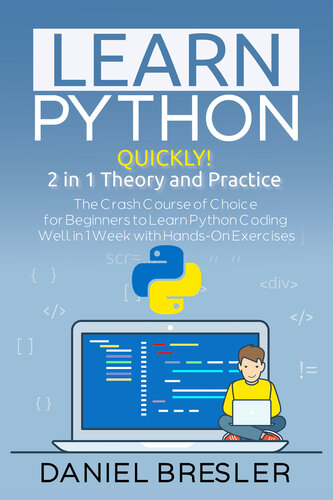 LEARN
PYTHON
QUICKLY!
2 in 1 Theory and Practice
The Crash Course of Choice
for Beginners to Learn Python Coding
Well in 1 Week with Hands-On Exercises
scr=
{ }
<div>
</>
</>
[ ]
[ ]
!=
{ }
DANIEL BRESLER